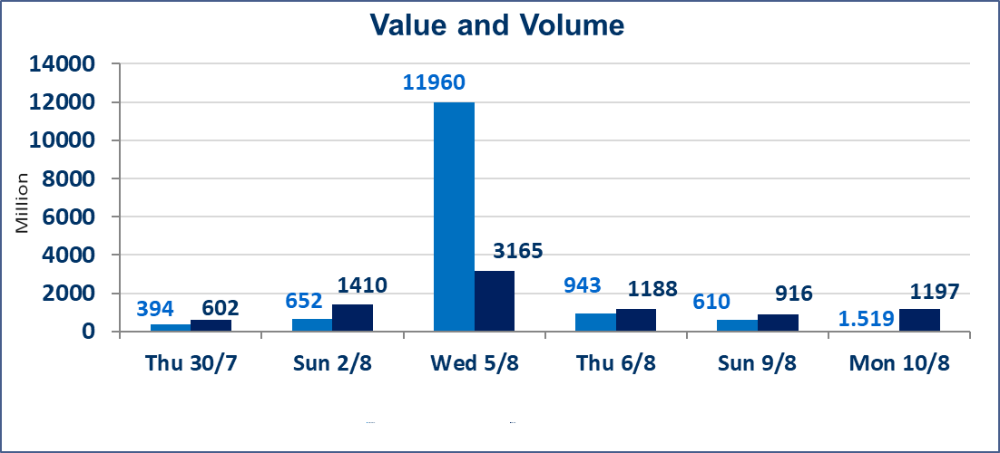 Value and Volume
14000
12000
10000
8000
6000
4000
2000
0
Million
394
602
652
1410
11960
3165
943
1188
610
916
1.519
1197
Thu 30/7
Sun 2/8
Wed 5/8
Thu 6/8
Sun 9/8
Mon 10/8